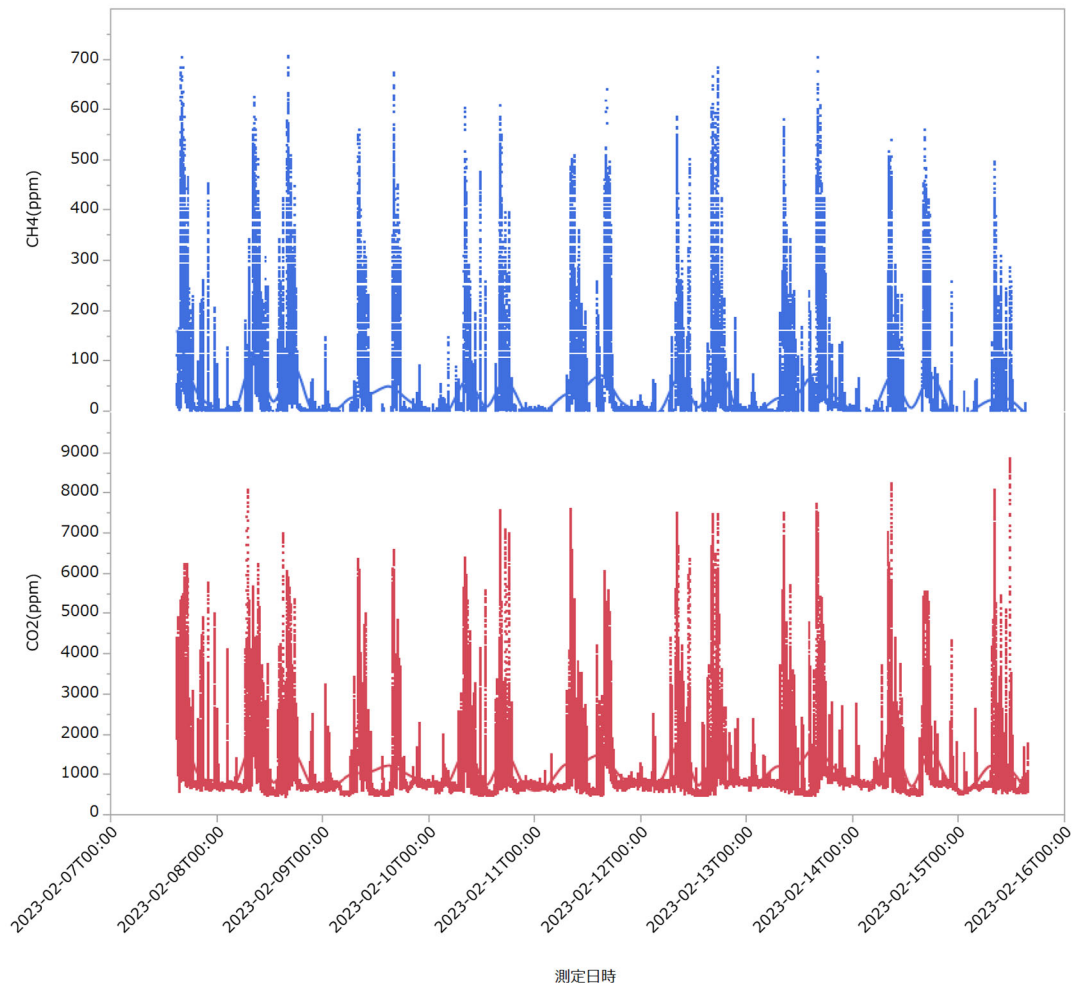 CH4(ppm)
700
600
500
400
300
200
100
0
CO2(ppm)
9000
8000
7000
6000
5000
4000
3000
2000
1000
0
2023-02-07T00:00
2023-02-08T00:00
2023-02-09T00:00
2023-02-10T00:00
2023-02-11T00:00
2023-02-12T00:00
2023-02-13T00:00
2023-02-14T00:00
2023-02-15T00:00
2023-02-16T00:00
測定日時